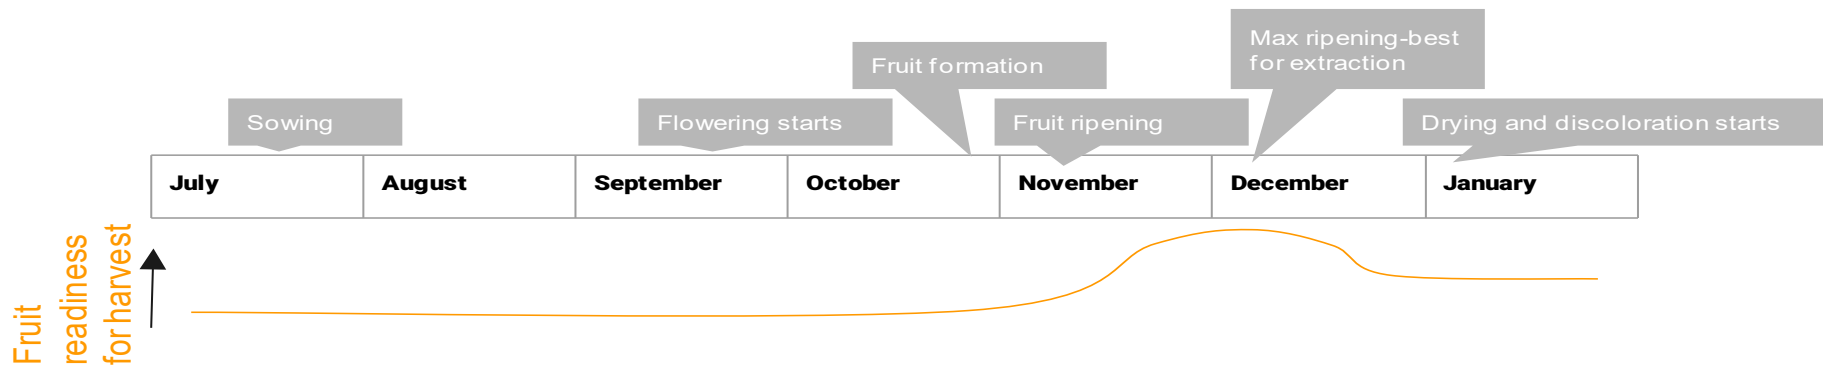 Max ripening-best
for extraction
Fruit formation
Sowing
Flowering starts
Fruit ripening
Drying and discoloration starts
July
August
September
October
November
December
January
Fruit
readiness
for harvest